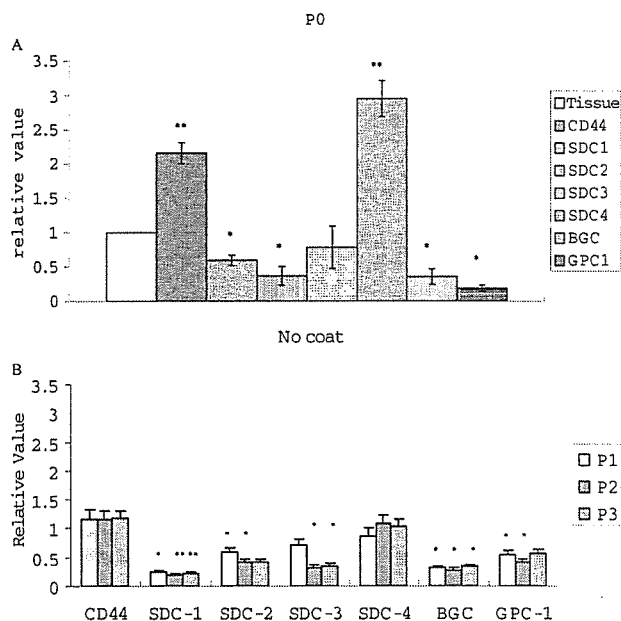 P0
A
relative value
3.5
3
2.5
2
1.5
1
0.5
0
**
*
*
**
*
*
Tissue
CD44
SDC1
SDC2
SDC3
SDC4
BGC
GPC1
No coat
B
Relative Value
3.5
3
2.5
2
1.5
1
0.5
0
* ** **
* *
* *
* * *
* *
P1
P2
P3
CD44 SDC-1 SDC-2 SDC-3 SDC-4 BGC GPC-1